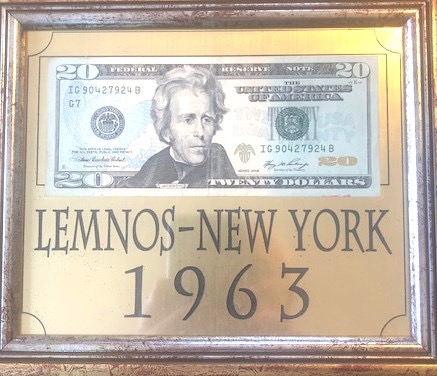 20 FEDERAL RESERVE NOTE 20
THE
UNITED STATES
OF AMERICA
IG 90427924 B
G7
IG 90427924 B
20
20 TWENTY DOLLARS
LEMNOS-NEW YORK
1963